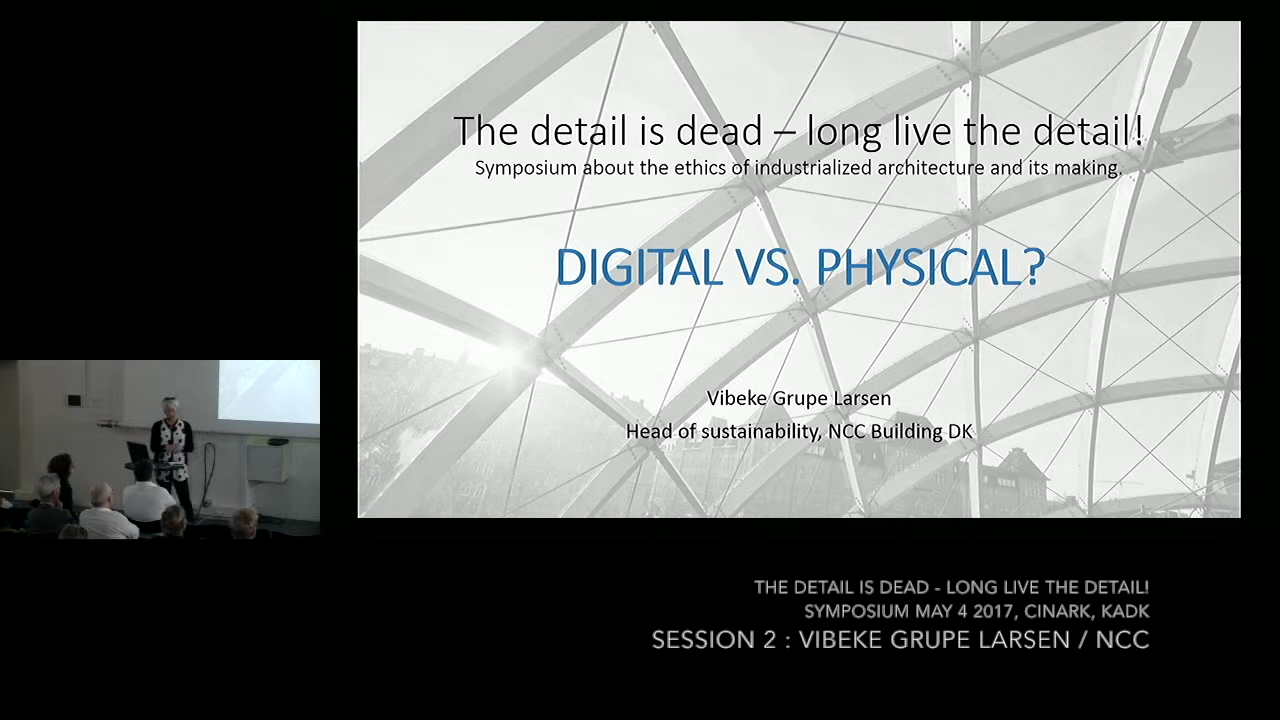 The detail is dead – long live the detail!
Symposium about the ethics of industrialized architecture and its making.
DIGITAL VS. PHYSICAL?
Vibeke Grupe Larsen
Head of sustainability, NCC Building DK
THE DETAIL IS DEAD - LONG LIVE THE DETAIL!
SYMPOSIUM MAY 4 2017, CINARK, KADK
SESSION 2 : VIBEKE GRUPE LARSEN / NCC